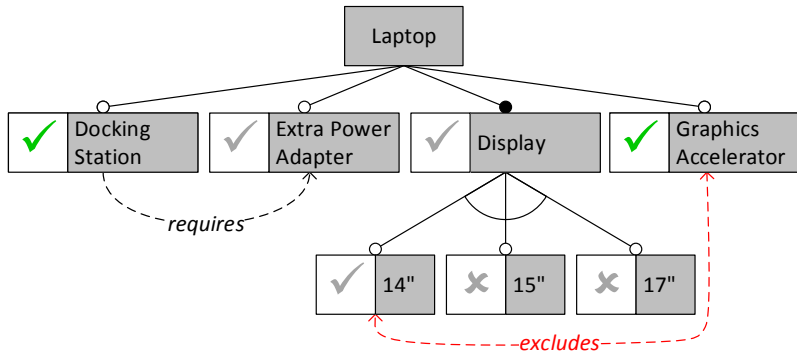 Laptop
Docking
Station
Extra Power
Adapter
Display
Graphics
Accelerator
requires
14"
15"
17"
excludes